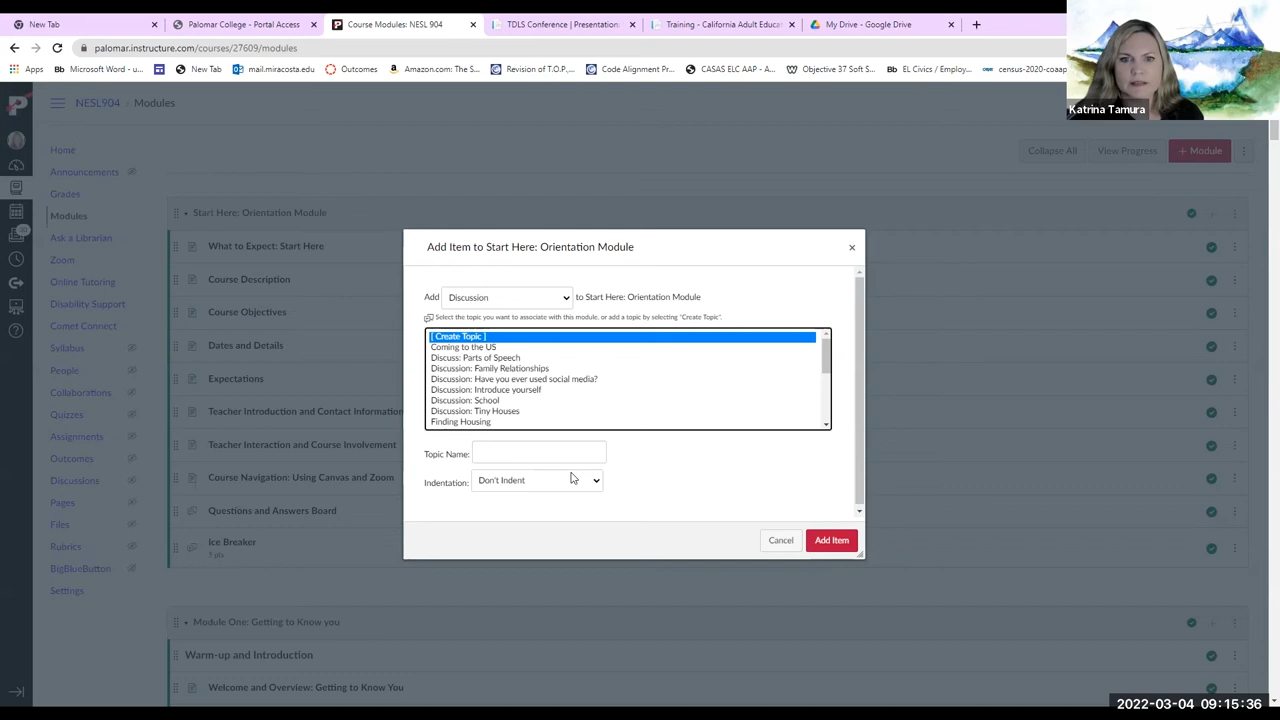 New Tab
Palomar College - Portal Access
Course Modules: NESL 904
TDLS Conference | Presentation:
Training - California Adult Educa
My Drive - Google Drive
palomar.instructure.com/courses/27609/modules
Apps
Microsoft Word - u...
New Tab
mail.miracosta.edu
Outcomes
Amazon.com: The S...
Revision of T.O.P,...
Code Alignment Pr...
CASAS ELC AAP - A...
Objective 37 Soft S...
EL Civics / Employ...
census-2020-coaap
Katrina Tamura
NESL904
Modules
Home
Announcements
Grades
Modules
Ask a Librarian
Zoom
Online Tutoring
Disability Support
Comet Connect
Syllabus
People
Collaborations
Quizzes
Assignments
Outcomes
Discussions
Pages
Files
Rubrics
BigBlueButton
Settings
Collapse All
View Progress
+ Module
Start Here: Orientation Module
What to Expect: Start Here
Course Description
Course Objectives
Dates and Details
Expectations
Teacher Introduction and Contact Information
Teacher Interaction and Course Involvement
Course Navigation: Using Canvas and Zoom
Questions and Answers Board
Ice Breaker
3 pts
Module One: Getting to Know you
Warm-up and Introduction
Welcome and Overview: Getting to Know You
Add Item to Start Here: Orientation Module
Add Discussion to Start Here: Orientation Module
Select the topic you want to associate with this module, or add a topic by selecting "Create Topic".
[ Create Topic ]
Coming to the US
Discuss: Parts of Speech
Discussion: Family Relationships
Discussion: Have you ever used social media?
Discussion: Introduce yourself
Discussion: School
Discussion: Tiny Houses
Finding Housing
Topic Name:
Indentation: Don't Indent
Cancel
Add Item
2022-03-04 09:15:36